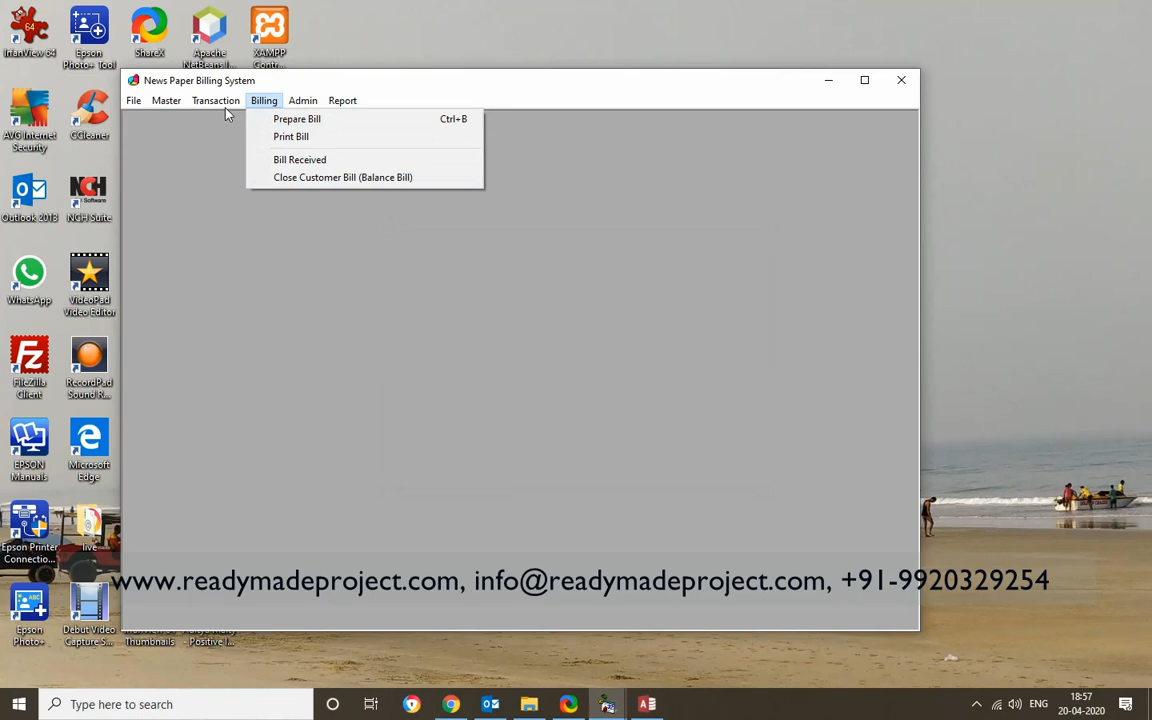 IrfanView 64
Epson
Photo+ Tool
ShareX
Apache
NetBeans I...
XAMPP
Contr...
News Paper Billing System
File
Master
Transaction
Billing
Admin
Report
Prepare Bill
Ctrl+B
Print Bill
Bill Received
Close Customer Bill (Balance Bill)
AVG Internet
Security
CCleaner
Outlook 2013
NCH Suite
WhatsApp
VideoPad
Video Editor
FileZilla
Client
RecordPad
Sound R...
EPSON
Manuals
Microsoft
Edge
Epson Printer
Connectio...
live
www.readymadeproject.com, info@readymadeproject.com, +91-9920329254
Epson
Photo+
Debut Video
Capture S...
Thumbnails
Positive I...
Type here to search
ENG
18:57
20-04-2020